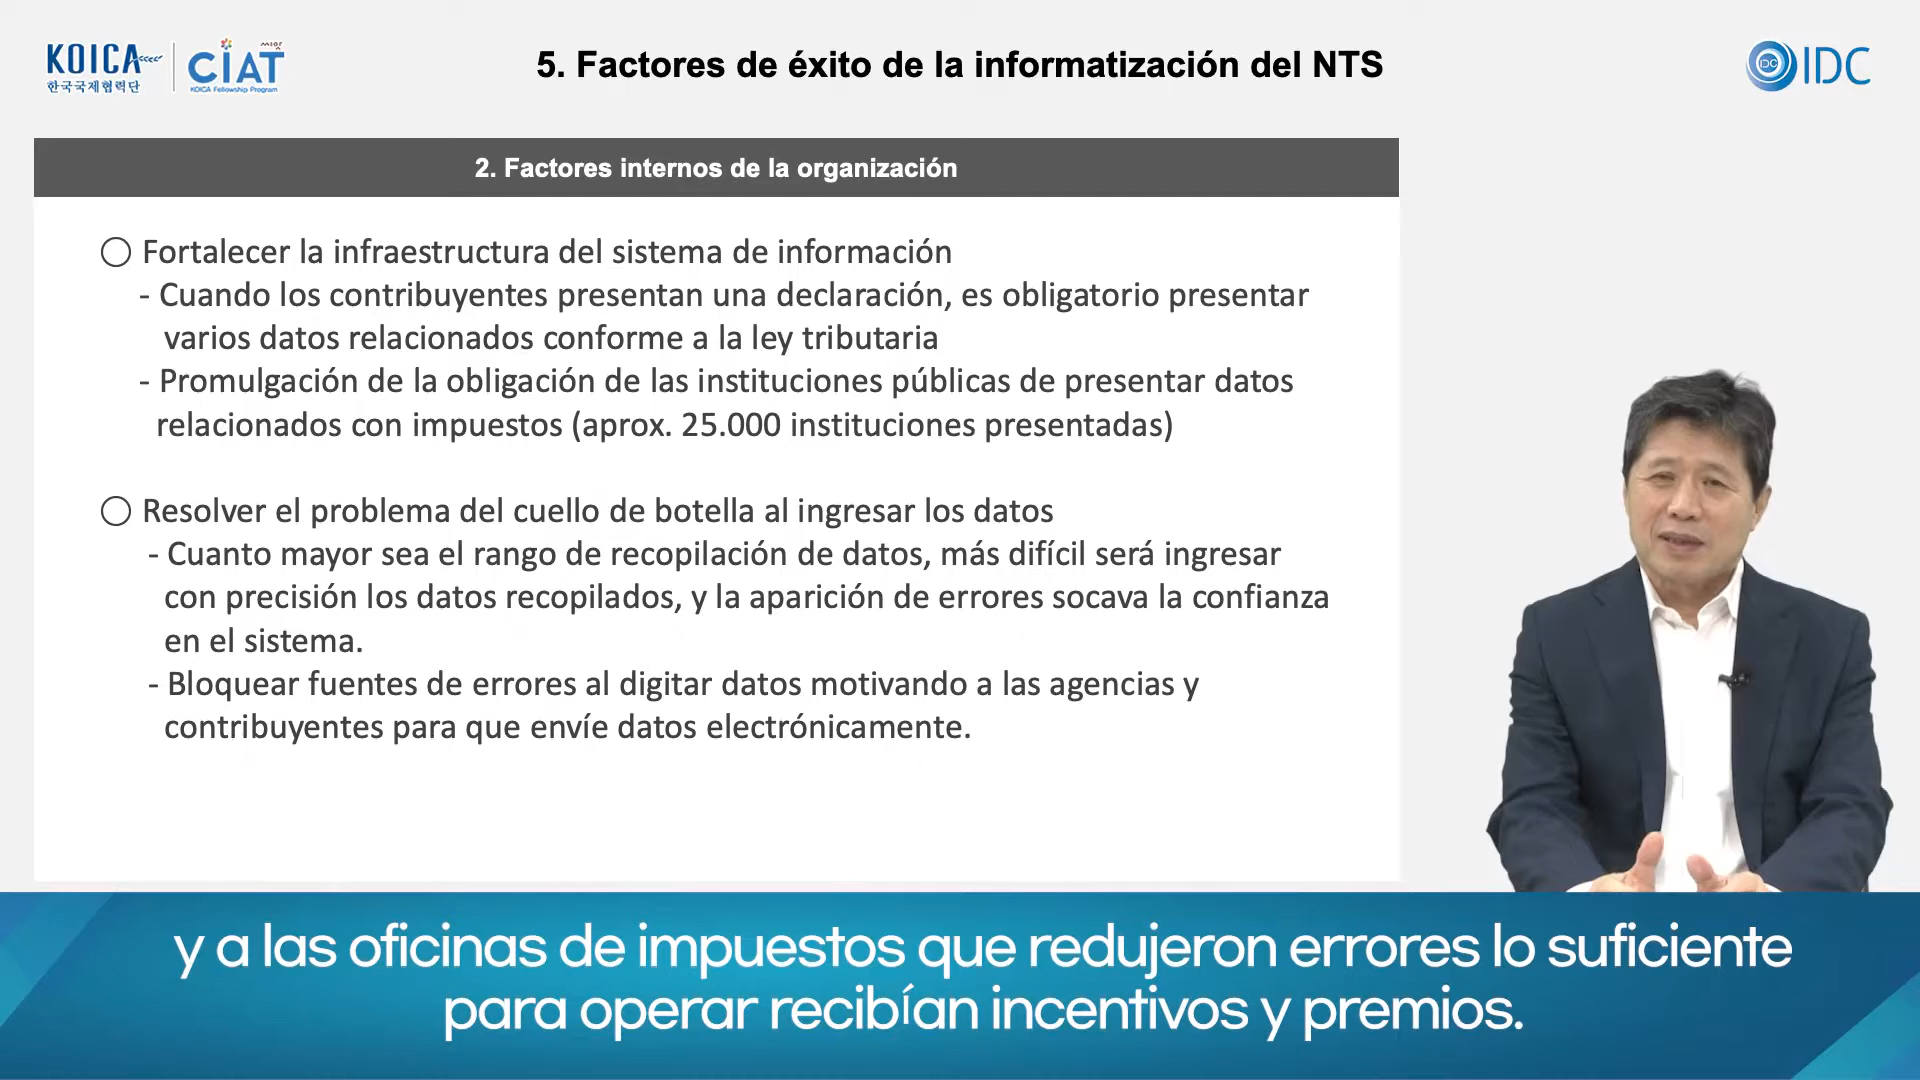 KOICA
한국국제협력단
CIAT
KOICA Fellowship Program
5. Factores de éxito de la informatización del NTS
IDC
IDC
2. Factores internos de la organización
○ Fortalecer la infraestructura del sistema de información
- Cuando los contribuyentes presentan una declaración, es obligatorio presentar
varios datos relacionados conforme a la ley tributaria
- Promulgación de la obligación de las instituciones públicas de presentar datos
relacionados con impuestos (aprox. 25.000 instituciones presentadas)
○ Resolver el problema del cuello de botella al ingresar los datos
- Cuanto mayor sea el rango de recopilación de datos, más difícil será ingresar
con precisión los datos recopilados, y la aparición de errores socava la confianza
en el sistema.
- Bloquear fuentes de errores al digitar datos motivando a las agencias y
contribuyentes para que envíe datos electrónicamente.
y a las oficinas de impuestos que redujeron errores lo suficiente
para operar recibían incentivos y premios.